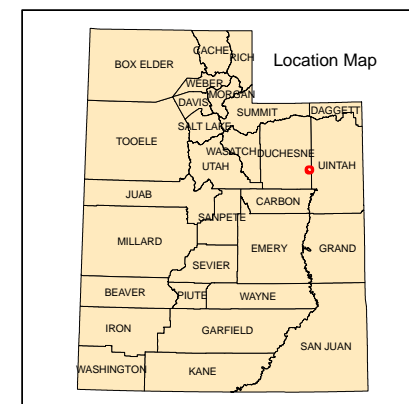 Location Map
CACHE
RICH
BOX ELDER
WEBER
MORGAN
DAVIS
SUMMIT
DAGGETT
SALT LAKE
TOOELE
WASATCH
DUCHESNE
UTAH
UINTAH
JUAB
CARBON
SANPETE
MILLARD
EMERY
GRAND
SEVIER
BEAVER
PIUTE
WAYNE
IRON
GARFIELD
SAN JUAN
WASHINGTON
KANE